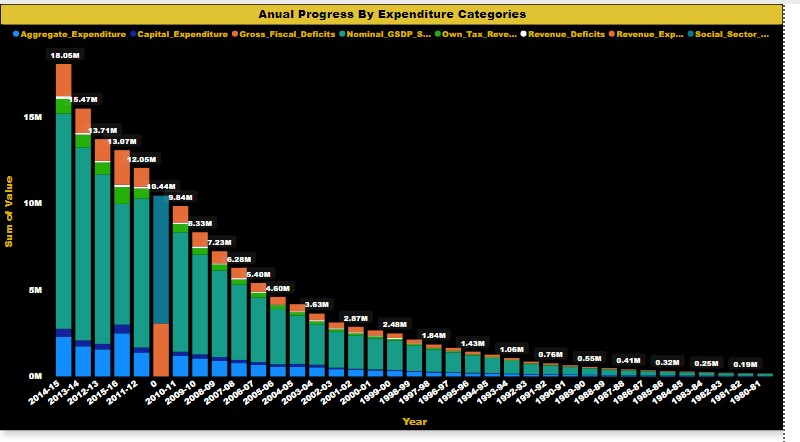 Anual Progress By Expenditure Categories
Aggregate_Expenditure Capital_Expenditure Gross_Fiscal_Deficits Nominal_GSDP_S... Own_Tax_Reve... Revenue_Deficits Revenue_Exp... Social_Sector_...
18.05M
15.47M
13.71M
13.07M
12.05M
10.44M
9.84M
8.33M
7.23M
6.28M
5.40M
4.60M
3.63M
2.87M
2.48M
1.84M
1.43M
1.06M
0.76M
0.55M
0.41M
0.32M
0.25M
0.19M
15M
10M
5M
0M
Sum of Value
2014-15 2013-14 2012-13 2015-16 2011-12 0 2010-11 2009-10 2008-09 2007-08 2006-07 2005-06 2004-05 2003-04 2002-03 2001-02 2000-01 1999-00 1998-99 1997-98 1996-97 1995-96 1994-95 1993-94 1992-93 1991-92 1990-91 1989-90 1988-89 1987-88 1986-87 1985-86 1984-85 1983-84 1982-83 1981-82 1980-81
Year